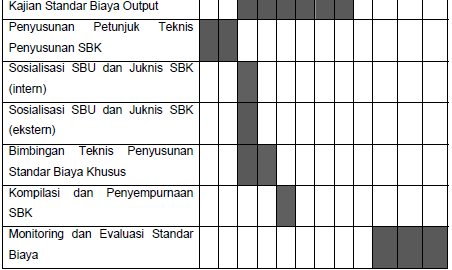 Kajian Standar Biaya Output
Penyusunan Petunjuk Teknis
Penyusunan SBK
Sosialisasi SBU dan Juknis SBK
(intern)
Sosialisasi SBU dan Juknis SBK
(ekstern)
Bimbingan Teknis Penyusunan
Standar Biaya Khusus
Kompilasi dan Penyempurnaan
SBK
Monitoring dan Evaluasi Standar
Biaya